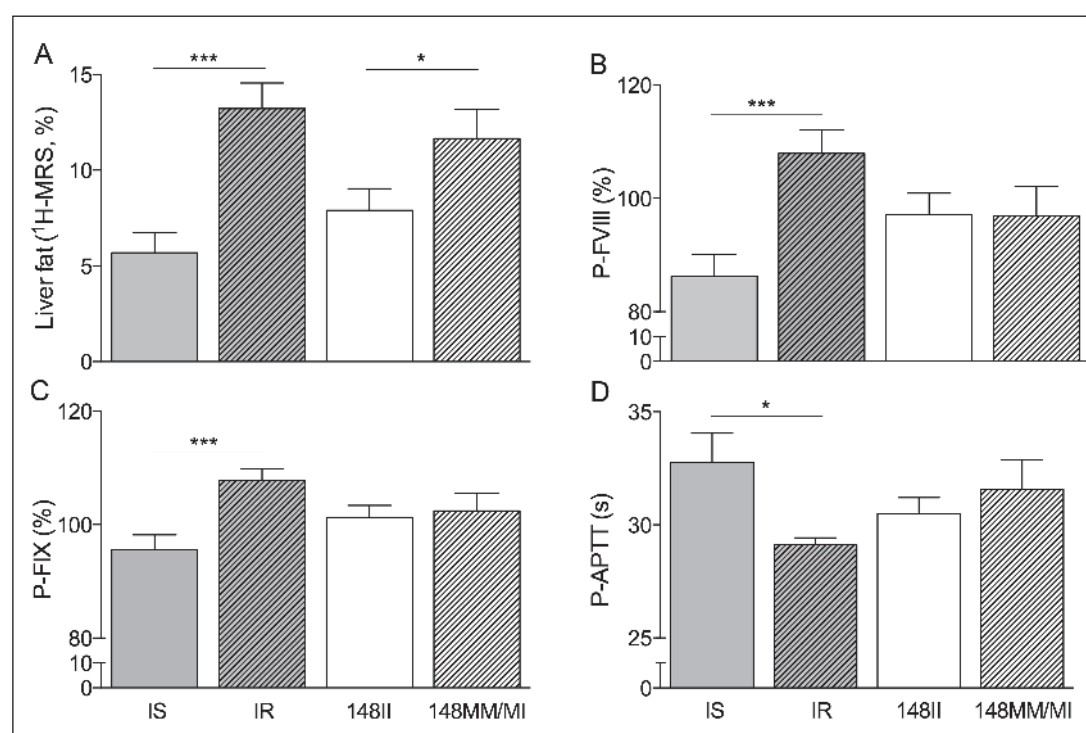 A
Liver fat (¹H-MRS, %)
15
10
5
0
***
*
B
P-FVIII (%)
120
100
80
10
0
***
C
P-FIX (%)
120
100
80
10
0
***
IS IR 148II 148MM/MI
D
P-APTT (s)
35
30
25
0
*
IS IR 148II 148MM/MI